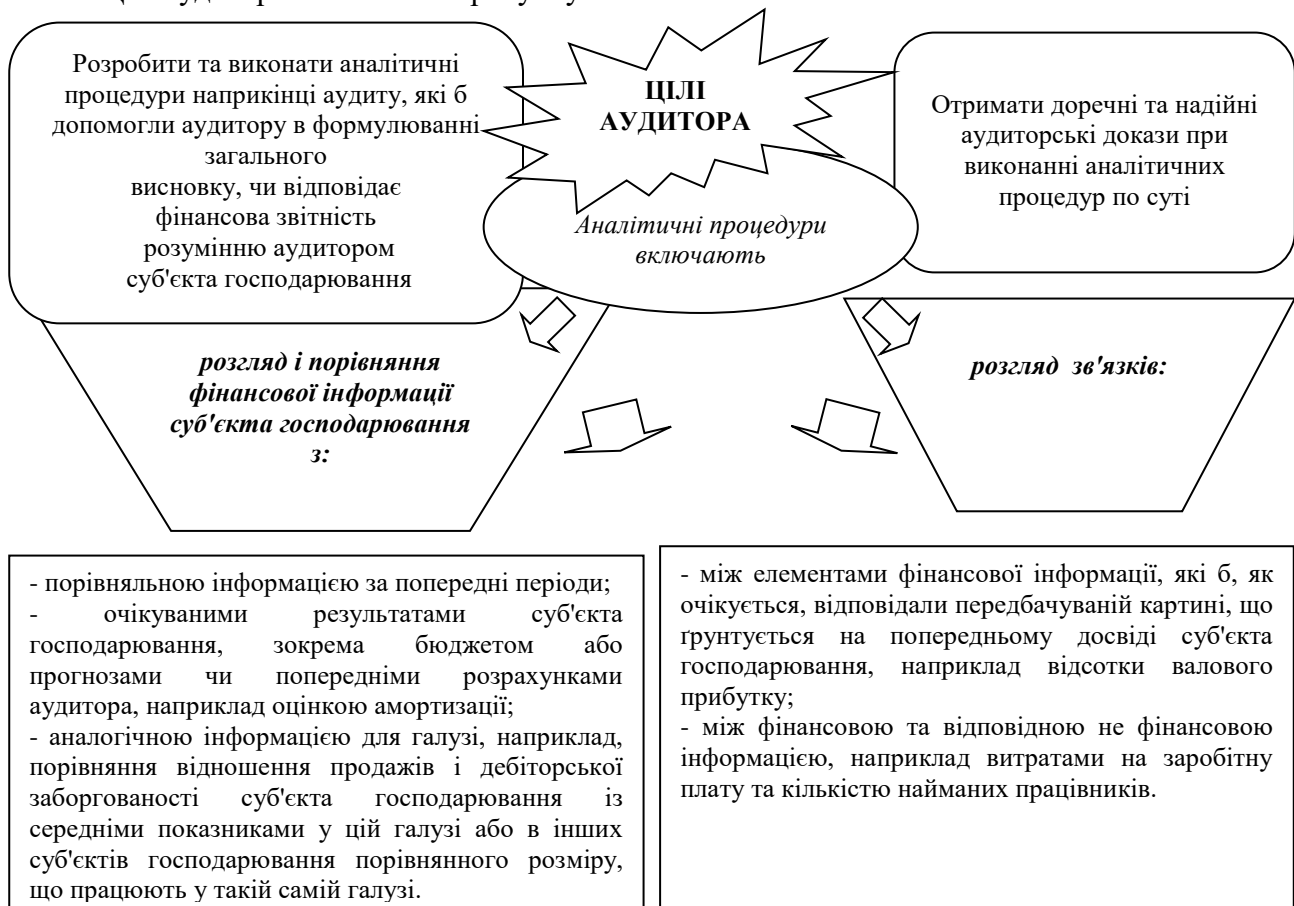 Розробити та виконати аналітичні
процедури наприкінці аудиту, які б
допомогли аудитору в формулюванні
загального
висновку, чи відповідає
фінансова звітність
розумінню аудитором
суб'єкта господарювання
ЦІЛІ
АУДИТОРА
Отримати доречні та надійні
аудиторські докази при
виконанні аналітичних
процедур по суті
Аналітичні процедури
включають
розгляд і порівняння
фінансової інформації
суб'єкта господарювання
з:
розгляд зв'язків:
- порівняльною інформацією за попередні періоди;
- очікуваними результатами суб'єкта
господарювання, зокрема бюджетом або
прогнозами чи попередніми розрахунками
аудитора, наприклад оцінкою амортизації;
- аналогічною інформацією для галузі, наприклад,
порівняння відношення продажів і дебіторської
заборгованості суб'єкта господарювання із
середніми показниками у цій галузі або в інших
суб'єктів господарювання порівнянного розміру,
що працюють у такій самій галузі.
- між елементами фінансової інформації, які б, як
очікується, відповідали передбачуваній картині, що
ґрунтується на попередньому досвіді суб'єкта
господарювання, наприклад відсотки валового
прибутку;
- між фінансовою та відповідною не фінансовою
інформацією, наприклад витратами на заробітну
плату та кількістю найманих працівників.